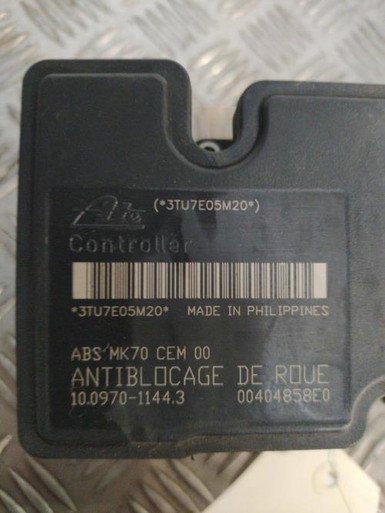 Ate (*3TU7E05M20*)
Controller
*3TU7E05M20* MADE IN PHILIPPINES
ABS MK70 CEM 00
ANTIBLOCAGE DE ROUE
10.0970-1144.3 00404858E0